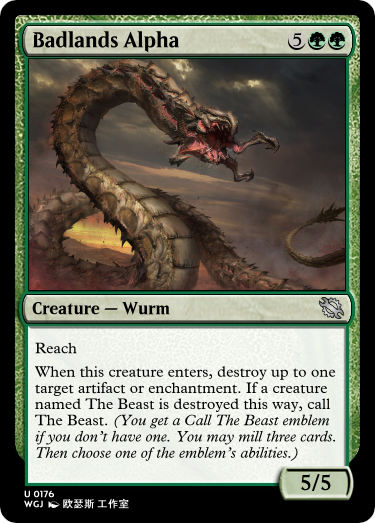 Badlands Alpha 5
Creature — Wurm
Reach
When this creature enters, destroy up to one
target artifact or enchantment. If a creature
named The Beast is destroyed this way, call
The Beast. (You get a Call The Beast emblem
if you don't have one. You may mill three cards.
Then choose one of the emblem's abilities.)
5/5
U 0176
WGJ 欧瑟斯 工作室